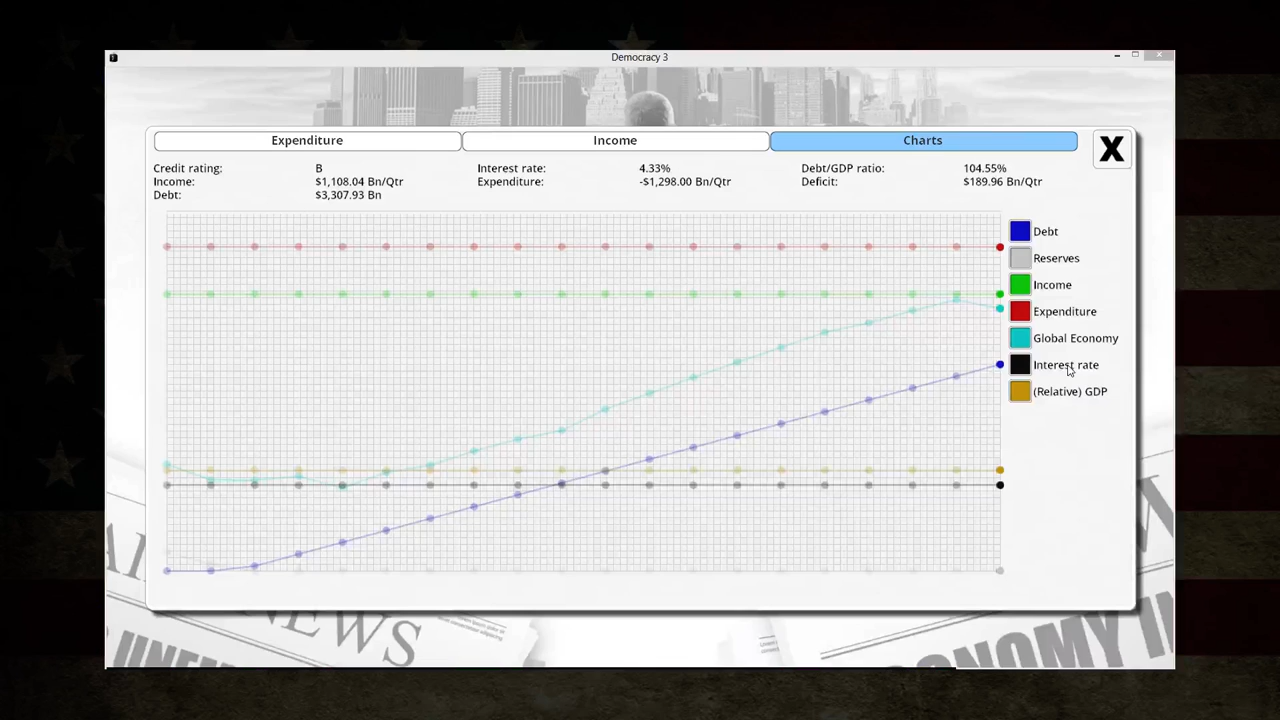 Democracy 3
Expenditure Income Charts X
Credit rating: B Interest rate: 4.33% Debt/GDP ratio: 104.55%
Income: $1,108.04 Bn/Qtr Expenditure: -$1,298.00 Bn/Qtr Deficit: $189.96 Bn/Qtr
Debt: $3,307.93 Bn
Debt
Reserves
Income
Expenditure
Global Economy
Interest rate
(Relative) GDP
NEWS
ONOMY I